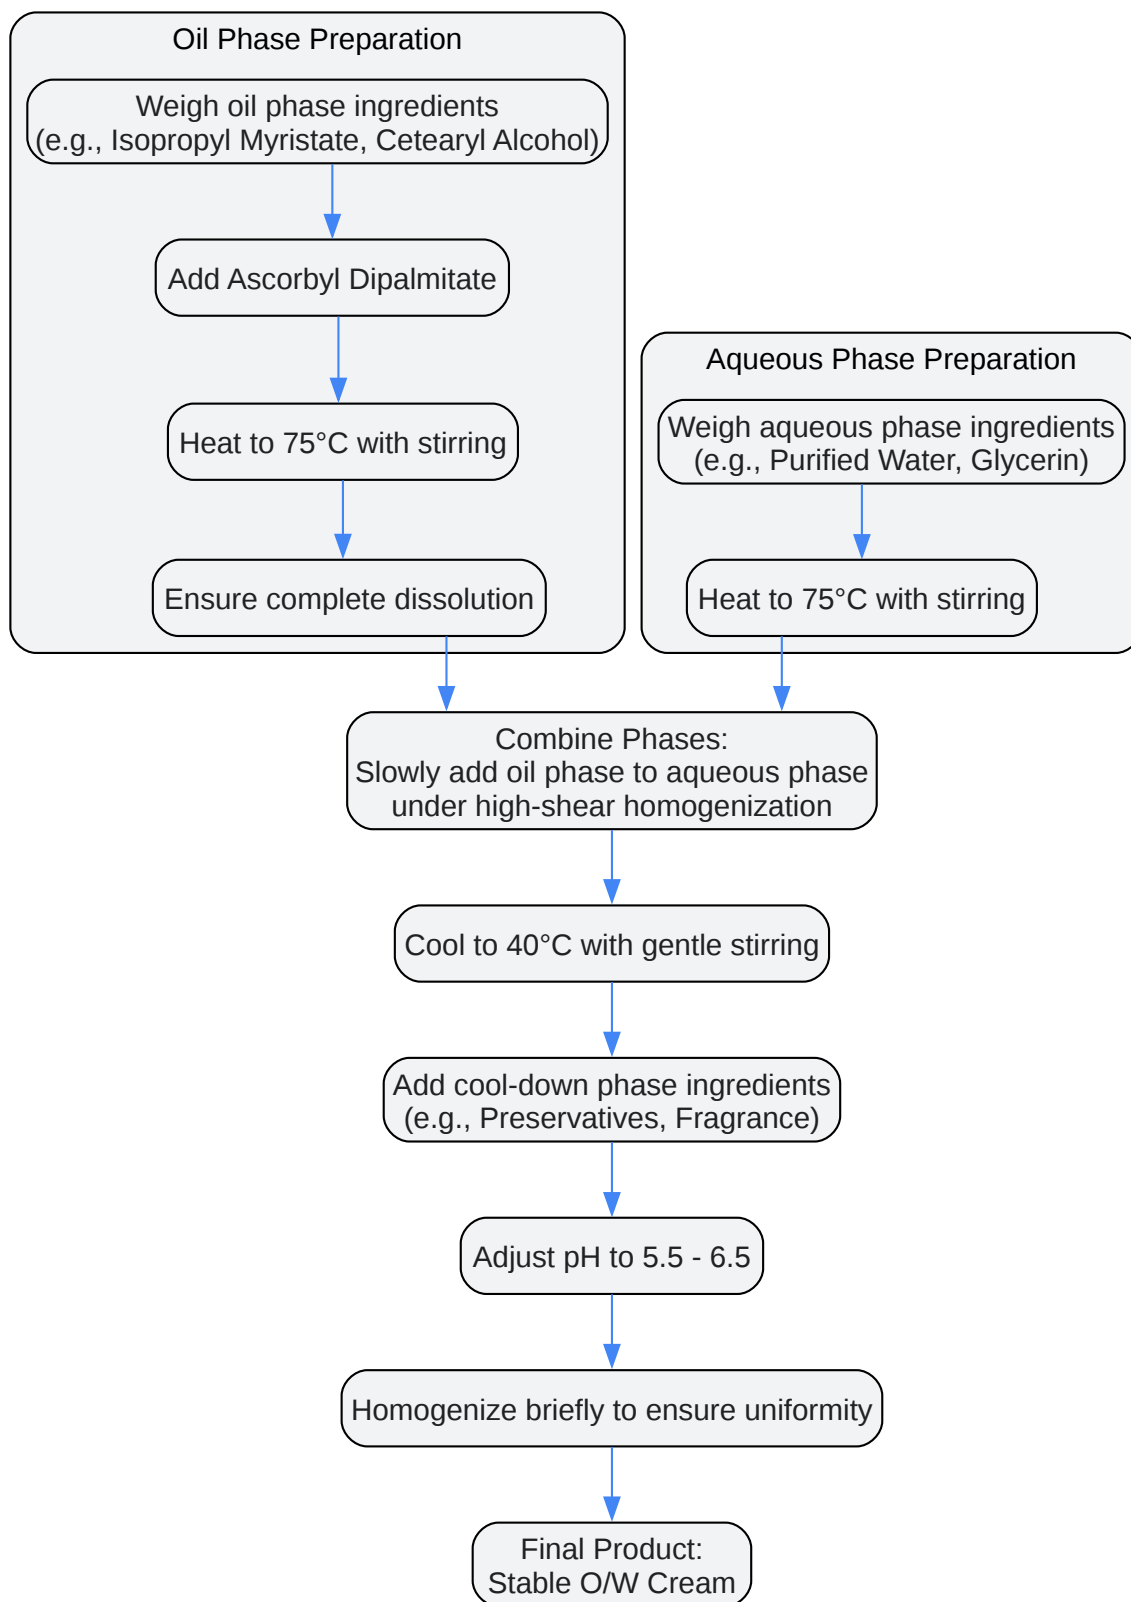 Oil Phase Preparation
Weigh oil phase ingredients
(e.g., Isopropyl Myristate, Cetearyl Alcohol)
Add Ascorbyl Dipalmitate
Heat to 75°C with stirring
Ensure complete dissolution
Aqueous Phase Preparation
Weigh aqueous phase ingredients
(e.g., Purified Water, Glycerin)
Heat to 75°C with stirring
Combine Phases:
Slowly add oil phase to aqueous phase
under high-shear homogenization
Cool to 40°C with gentle stirring
Add cool-down phase ingredients
(e.g., Preservatives, Fragrance)
Adjust pH to 5.5 - 6.5
Homogenize briefly to ensure uniformity
Final Product:
Stable O/W Cream